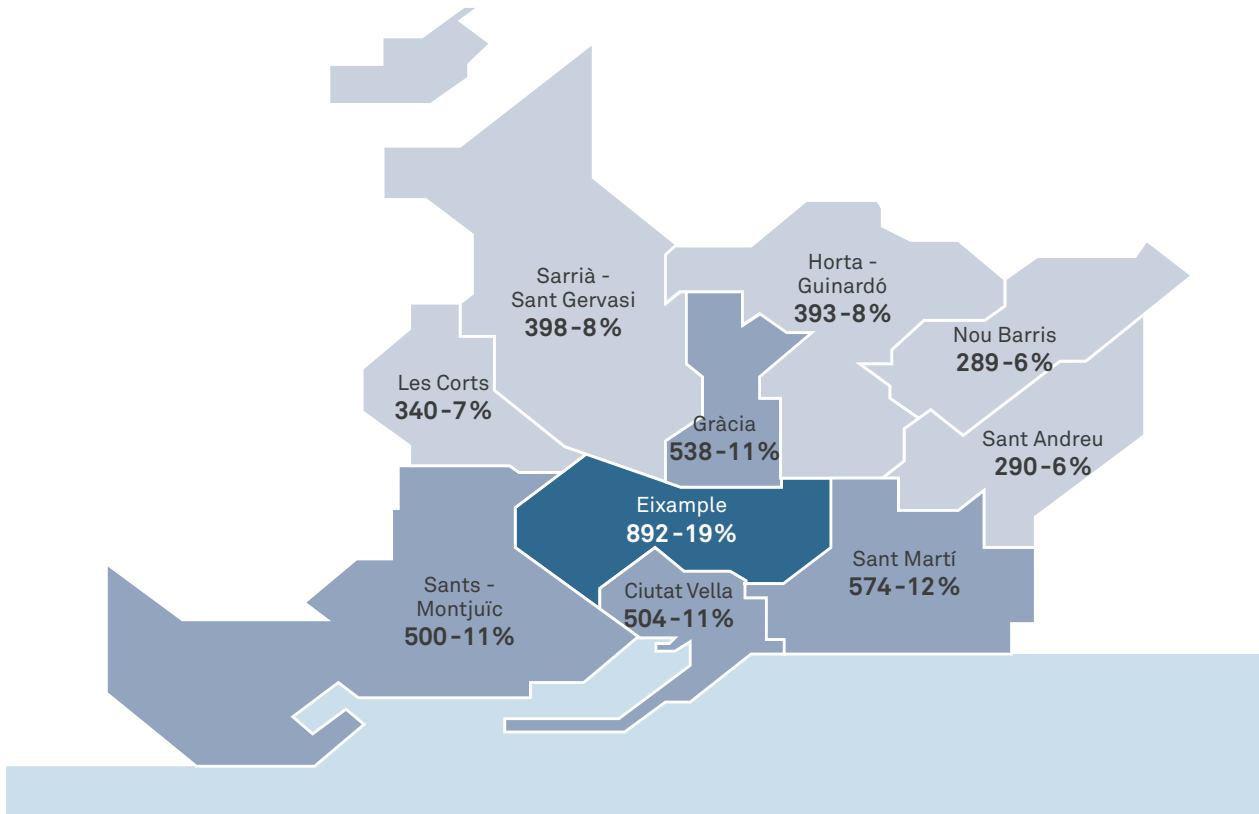 Sarrià -
Sant Gervasi
398-8%
Horta -
Guinardó
393-8%
Nou Barris
289-6%
Les Corts
340-7%
Gràcia
538-11%
Sant Andreu
290-6%
Eixample
892-19%
Sant Martí
574-12%
Sants -
Montjuïc
500-11%
Ciutat Vella
504-11%